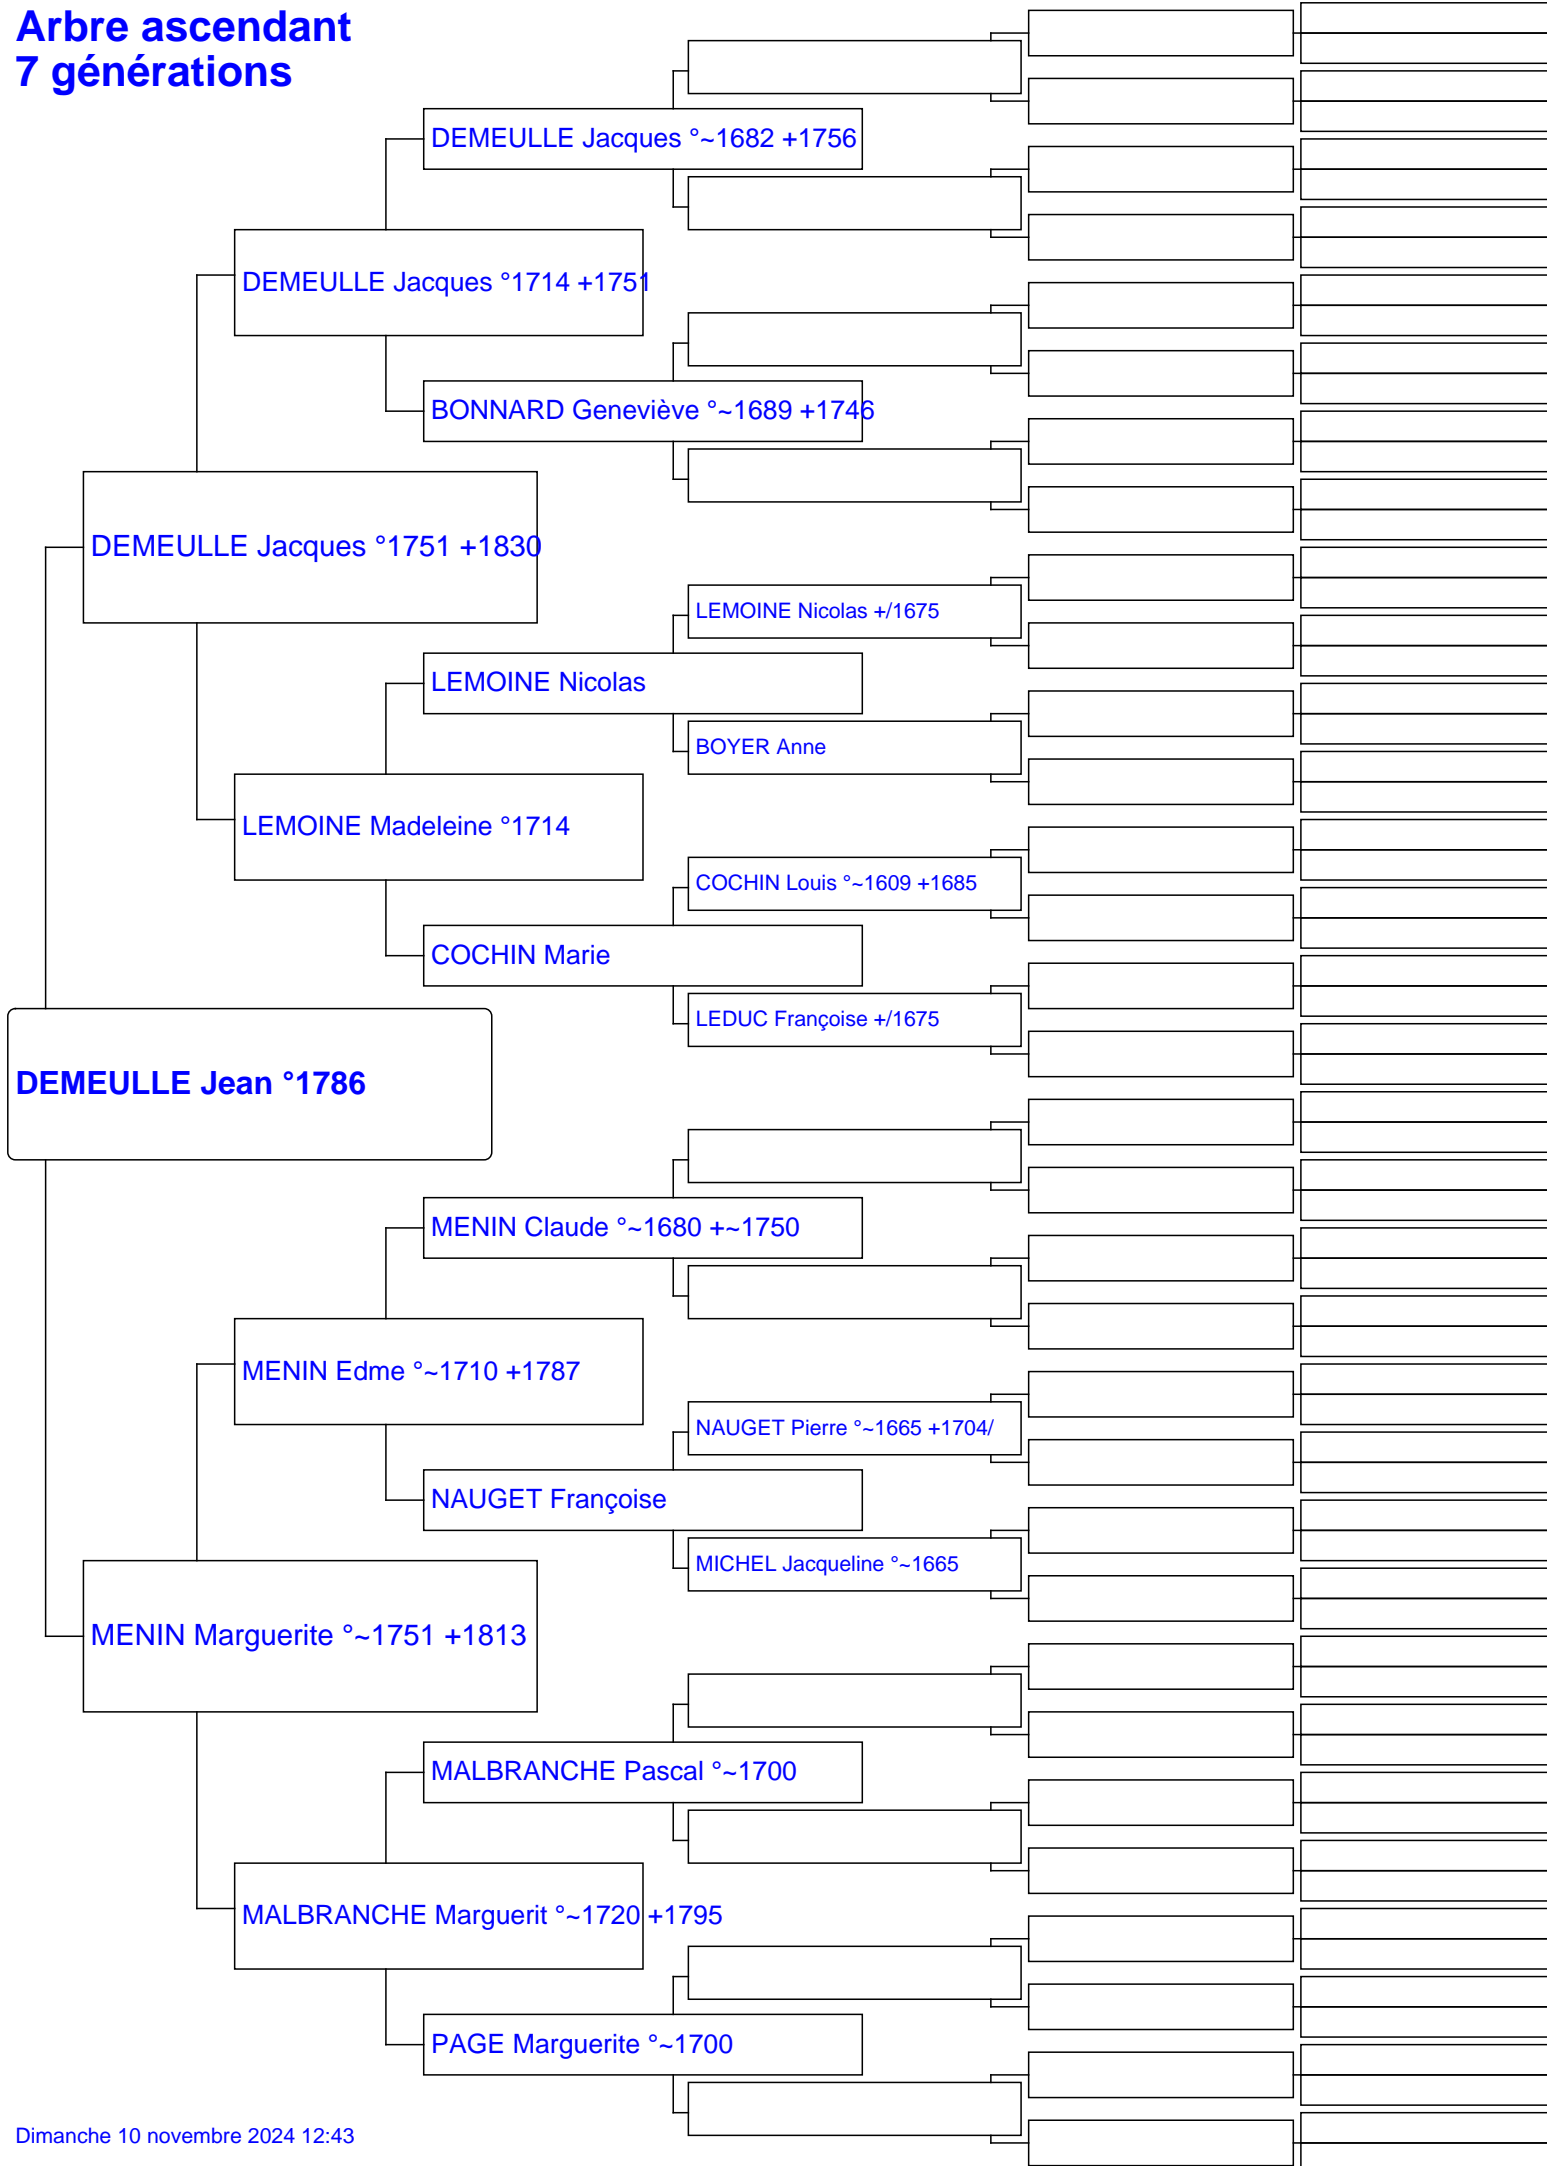 Arbre ascendant
7 générations
DEMEULLE Jacques °~1682 +1756
DEMEULLE Jacques °1714 +1751
BONNARD Geneviève °~1689 +1746
DEMEULLE Jacques °1751 +1830
LEMOINE Nicolas +/1675
LEMOINE Nicolas
BOYER Anne
LEMOINE Madeleine °1714
COCHIN Louis °~1609 +1685
COCHIN Marie
LEDUC Françoise +/1675
DEMEULLE Jean °1786
MENIN Claude °~1680 +~1750
MENIN Edme °~1710 +1787
NAUGET Pierre °~1665 +1704/
NAUGET Françoise
MICHEL Jacqueline °~1665
MENIN Marguerite °~1751 +1813
MALBRANCHE Pascal °~1700
MALBRANCHE Marguerit °~1720 +1795
PAGE Marguerite °~1700
Dimanche 10 novembre 2024 12:43